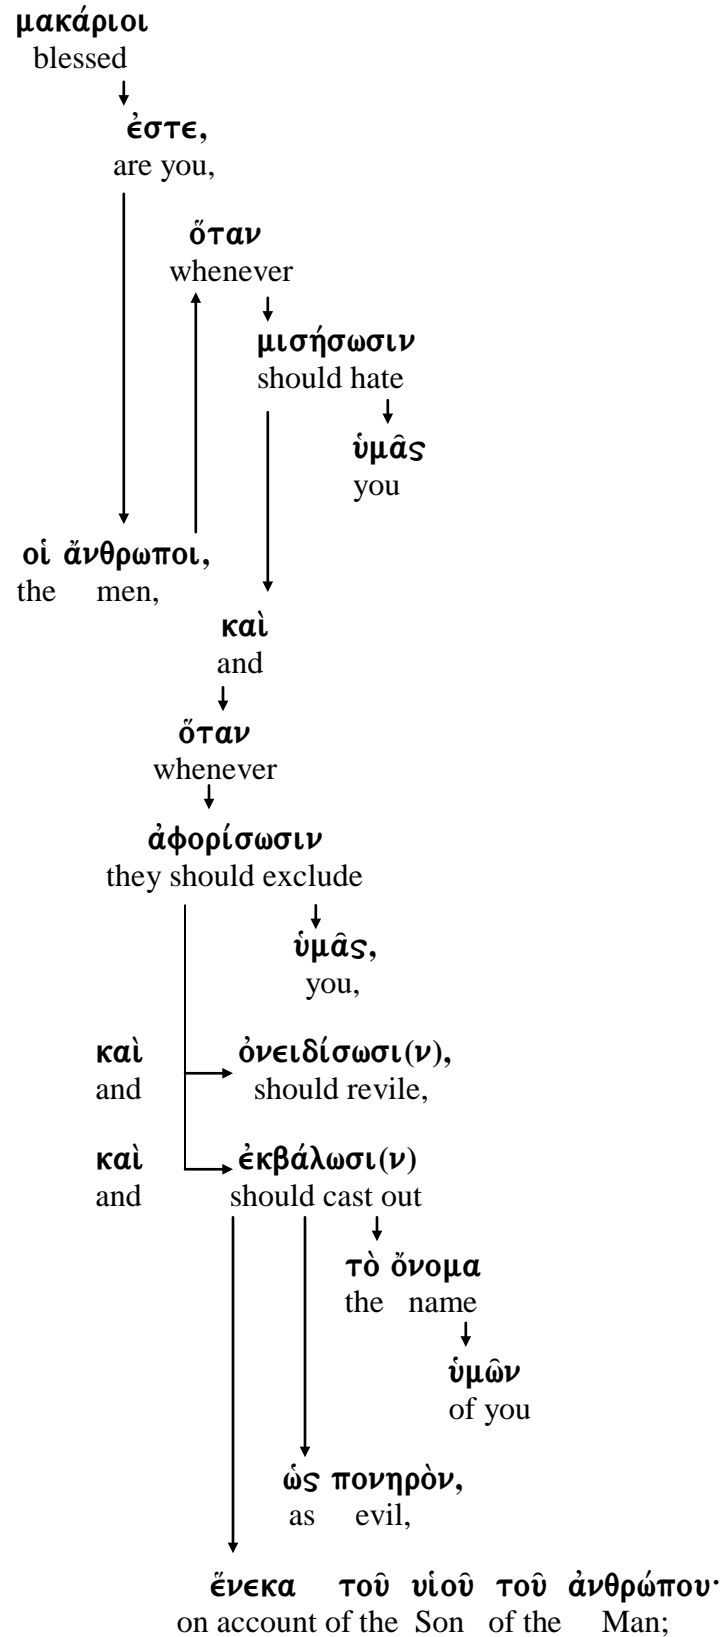 μακάριοι
blessed
ἐστε,
are you,
ὅταν
whenever
μισήσωσιν
should hate
ὑμᾶς
you
οἱ ἄνθρωποι,
the men,
καὶ
and
ὅταν
whenever
ἀφορίσωσιν
they should exclude
ὑμᾶς,
you,
καὶ ὀνειδίσωσι(ν),
and should revile,
καὶ ἐκβάλωσι(ν)
and should cast out
τὸ ὄνομα
the name
ὑμῶν
of you
ὡς πονηρὸν,
as evil,
ἕνεκα τοῦ υἱοῦ τοῦ ἀνθρώπου·
on account of the Son of the Man;